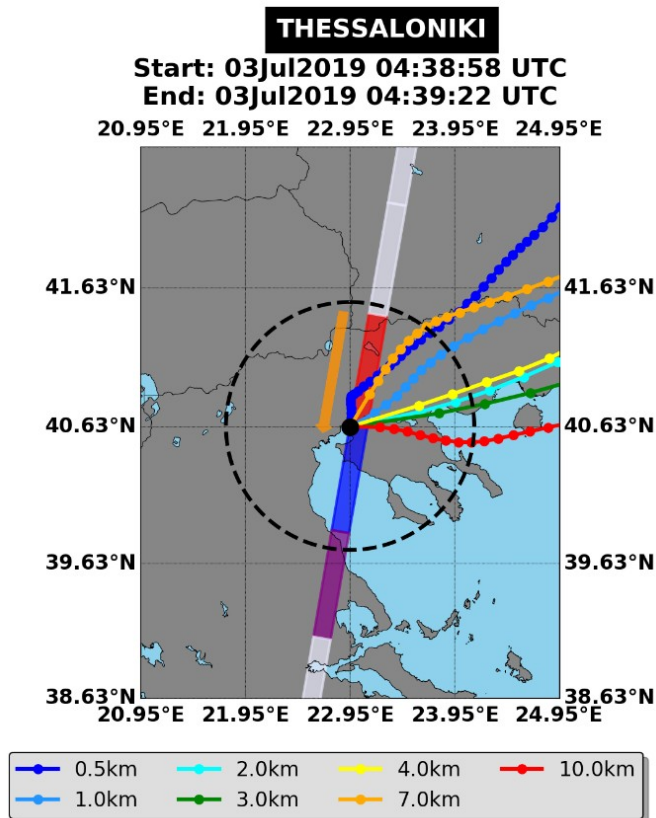 THESSALONIKI
Start: 03Jul2019 04:38:58 UTC
End: 03Jul2019 04:39:22 UTC
20.95°E 21.95°E 22.95°E 23.95°E 24.95°E
41.63°N 41.63°N
40.63°N 40.63°N
39.63°N 39.63°N
38.63°N 38.63°N
20.95°E 21.95°E 22.95°E 23.95°E 24.95°E
0.5km 2.0km 4.0km 10.0km
1.0km 3.0km 7.0km